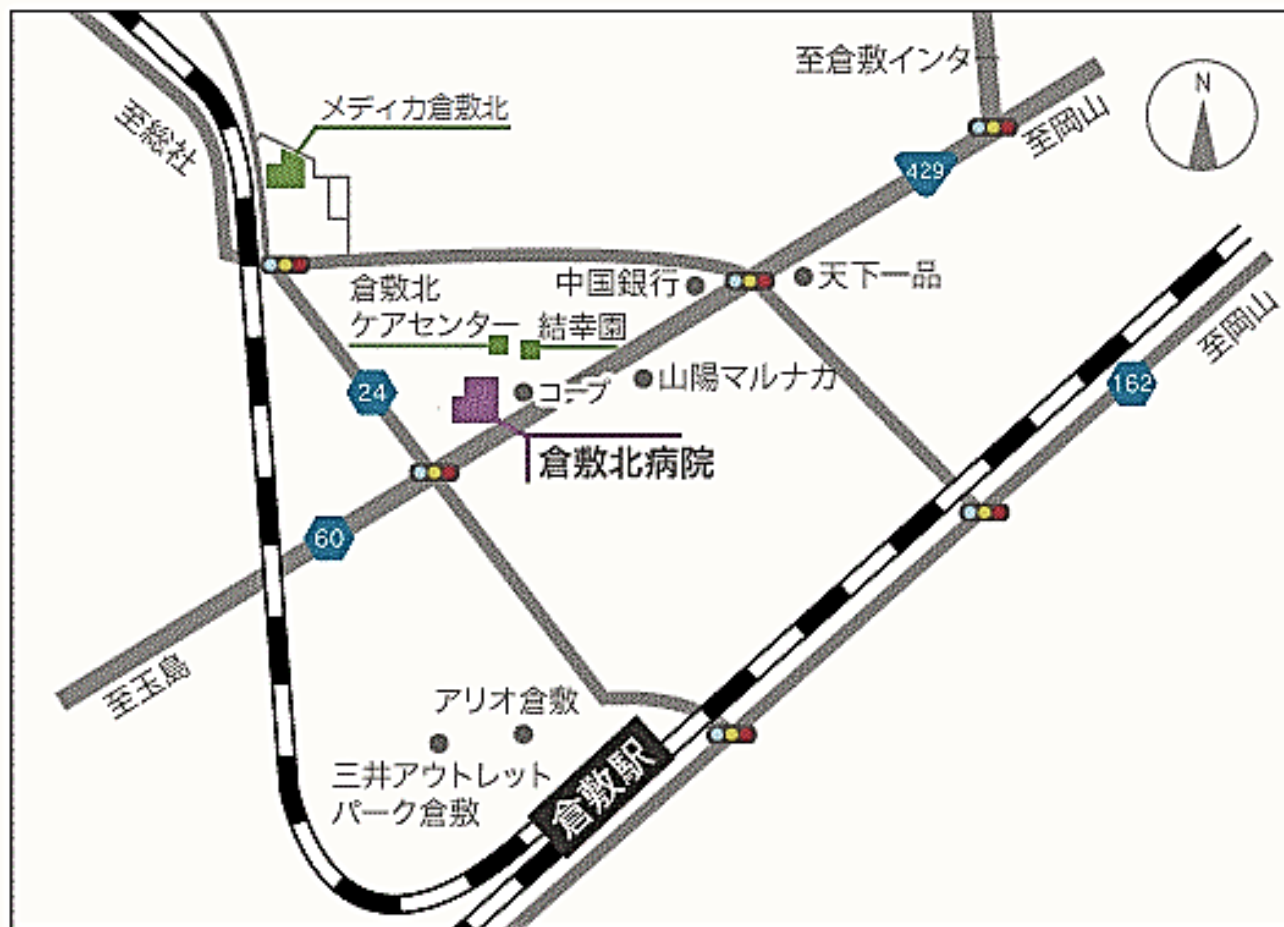 至倉敷インター
N
メディカ倉敷北
至総社
至岡山
429
中国銀行
天下一品
倉敷北
ケアセンター
結幸園
至岡山
24
コープ
山陽マルナカ
162
倉敷北病院
60
至玉島
アリオ倉敷
三井アウトレット
パーク倉敷
倉敷駅